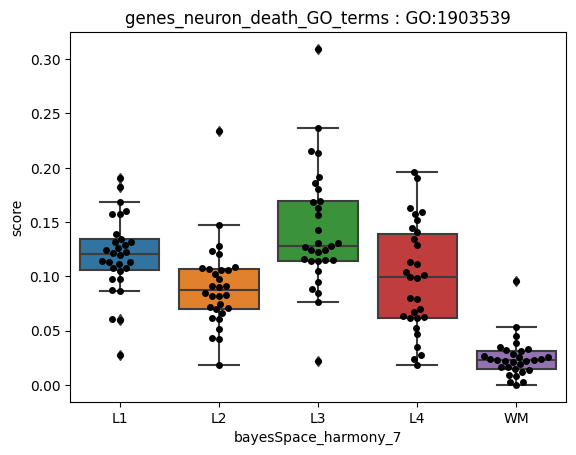 genes_neuron_death_GO_terms : GO:1903539
score
0.30
0.25
0.20
0.15
0.10
0.05
0.00
L1 L2 L3 L4 WM
bayesSpace_harmony_7